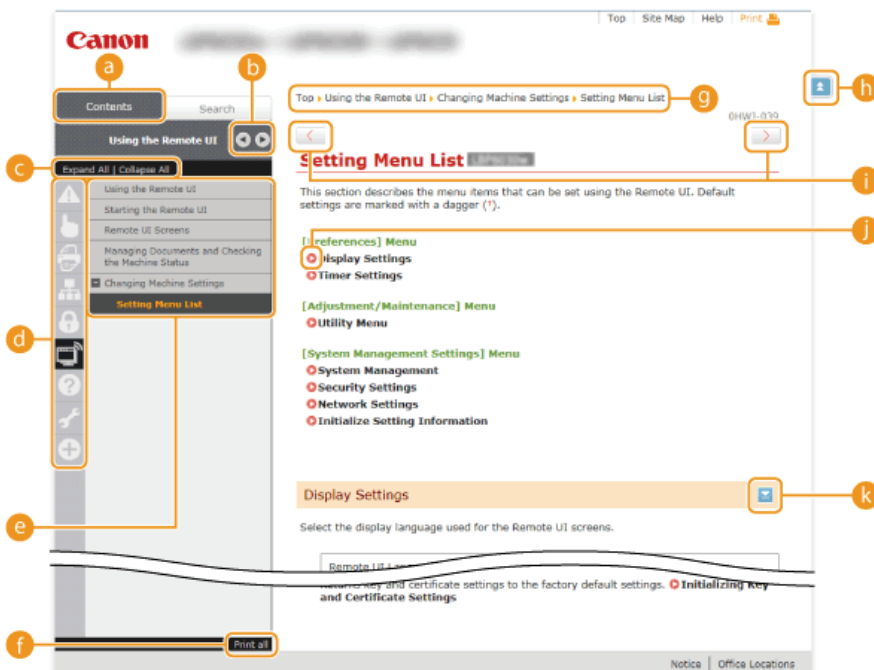 Top | Site Map | Help | Print
Canon
a
b
Contents
Search
Top Using the Remote UI Changing Machine Settings Setting Menu List
g
h
0HWJ-039
Using the Remote UI
Setting Menu List
c
Expand All | Collapse All
i
Using the Remote UI
Starting the Remote UI
Remote UI Screens
Managing Documents and Checking
the Machine Status
Changing Machine Settings
Setting Menu List
This section describes the menu items that can be set using the Remote UI. Default
settings are marked with a dagger (†).
j
[Preferences] Menu
Display Settings
Timer Settings
[Adjustment/Maintenance] Menu
Utility Menu
d
[System Management Settings] Menu
System Management
Security Settings
Network Settings
Initialize Setting Information
Display Settings
k
e
Select the display language used for the Remote UI screens.
Remote UI
key and certificate settings to the factory default settings. Initializing Key
and Certificate Settings
f
Print all
Notice | Office Locations